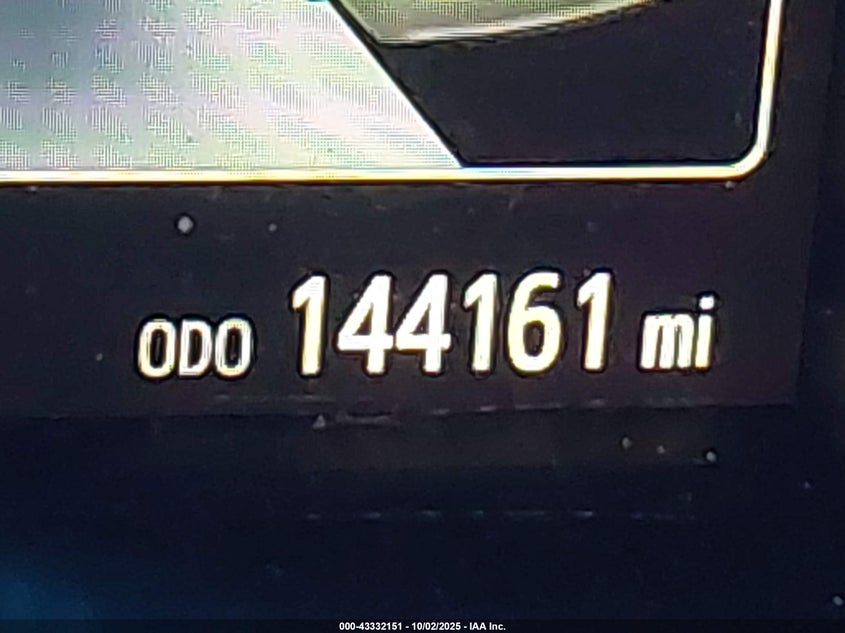 ODO 144161 mi
000-43332151 - 10/02/2025 - IAA Inc.